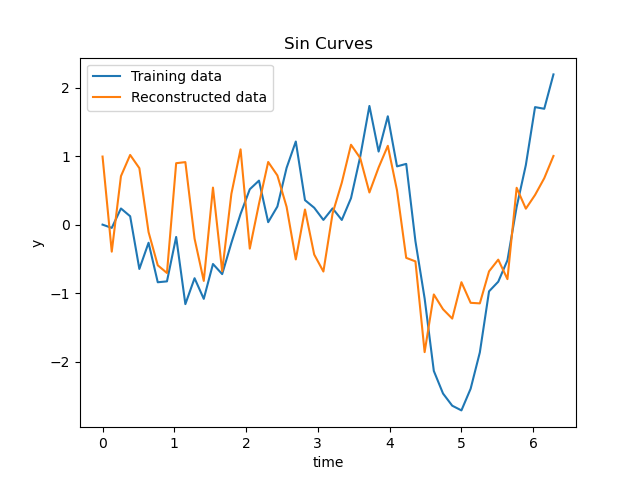 Sin Curves
Training data
Reconstructed data
y
2
1
0
−1
−2
0 1 2 3 4 5 6
time